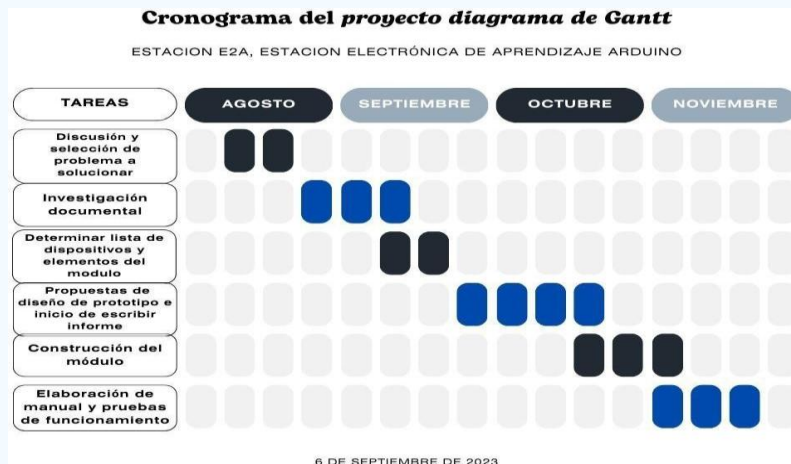 Cronograma del proyecto diagrama de Gantt
ESTACION E2A, ESTACION ELECTRÓNICA DE APRENDIZAJE ARDUINO
TAREAS
AGOSTO
SEPTIEMBRE
OCTUBRE
NOVIEMBRE
Discusión y
selección de
problema a
solucionar
Investigación
documental
Determinar lista de
dispositivos y
elementos del
modulo
Propuestas de
diseño de prototipo e
inicio de escribir
informe
Construcción del
módulo
Elaboración de
manual y pruebas
de funcionamiento
6 DE SEPTIEMBRE DE 2023